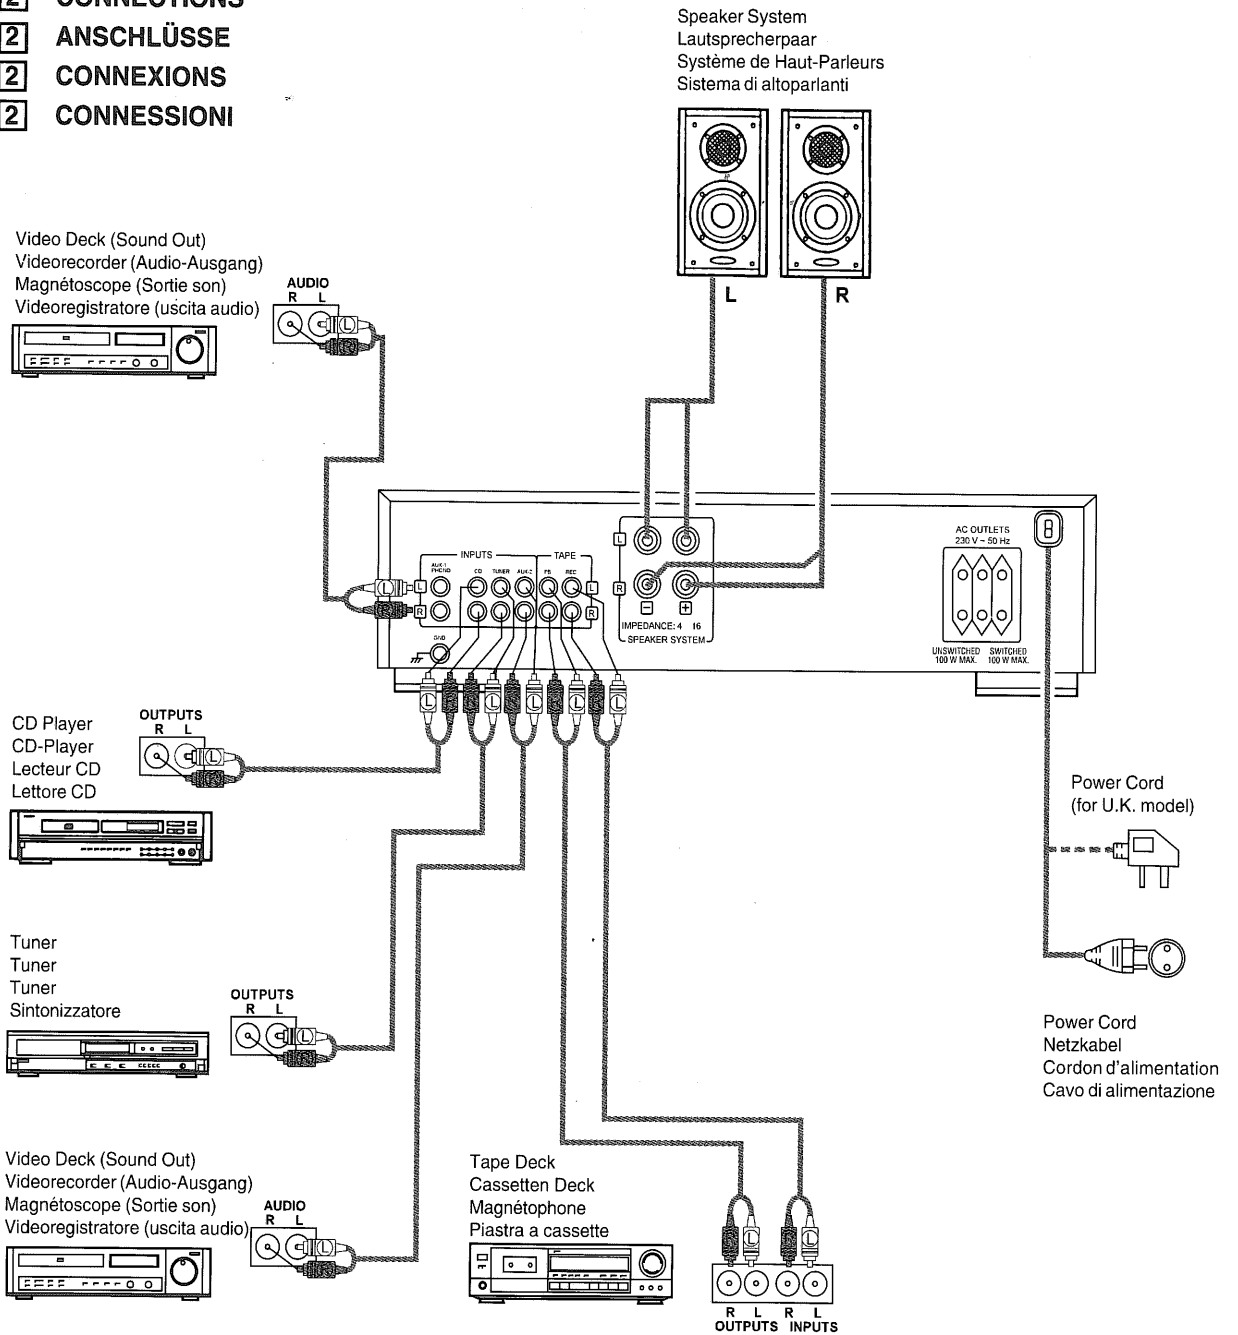 2 CONNECTIONS
2 ANSCHLÜSSE
2 CONNEXIONS
2 CONNESSIONI
Speaker System
Lautsprecherpaar
Système de Haut-Parleurs
Sistema di altoparlanti
L R
Video Deck (Sound Out)
Videorecorder (Audio-Ausgang)
Magnétoscope (Sortie son)
Videoregistratore (uscita audio)
AUDIO
R L
L
R
INPUTS TAPE
AUX-1
PHONO CD TUNER AUX-2 PB REC
L L
R R
GND
L R
L
R
− +
IMPEDANCE: 4 16
SPEAKER SYSTEM
AC OUTLETS
230 V ~ 50 Hz
UNSWITCHED SWITCHED
100 W MAX. 100 W MAX.
L R R L R L R L R L
CD Player
CD-Player
Lecteur CD
Lettore CD
OUTPUTS
R L
L
R
Power Cord
(for U.K. model)
Tuner
Tuner
Tuner
Sintonizzatore
OUTPUTS
R L
L
R
Power Cord
Netzkabel
Cordon d'alimentation
Cavo di alimentazione
Video Deck (Sound Out)
Videorecorder (Audio-Ausgang)
Magnétoscope (Sortie son)
Videoregistratore (uscita audio)
AUDIO
R L
L
R
Tape Deck
Cassetten Deck
Magnétophone
Piastra a cassette
R L R L
R L R L
OUTPUTS INPUTS